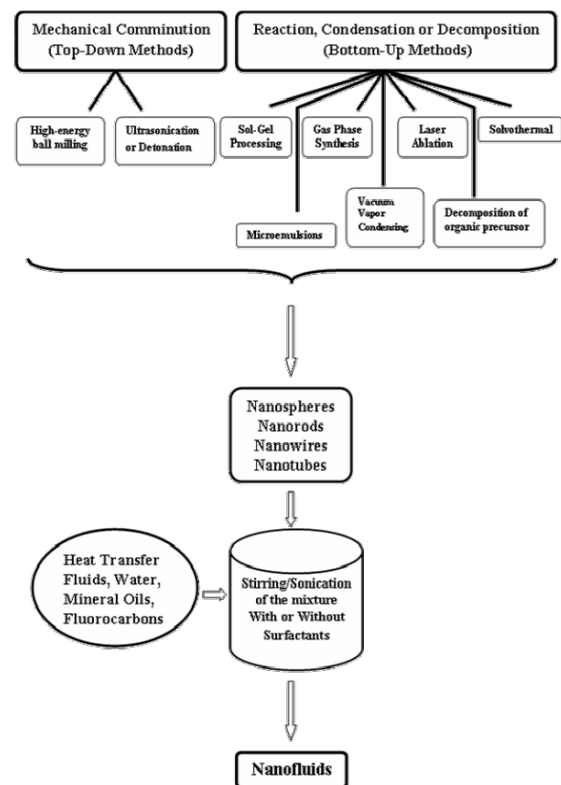 Mechanical Comminution
(Top-Down Methods)
Reaction, Condensation or Decomposition
(Bottom-Up Methods)
High-energy
ball milling
Ultrasonication
or Detonation
Sol-Gel
Processing
Gas Phase
Synthesis
Laser
Ablation
Solvothermal
Microemulsions
Vacuum
Vapor
Condensing
Decomposition of
organic precursor
Nanospheres
Nanorods
Nanowires
Nanotubes
Heat Transfer
Fluids, Water,
Mineral Oils,
Fluorocarbons
Stirring/Sonication
of the mixture
With or Without
Surfactants
Nanofluids